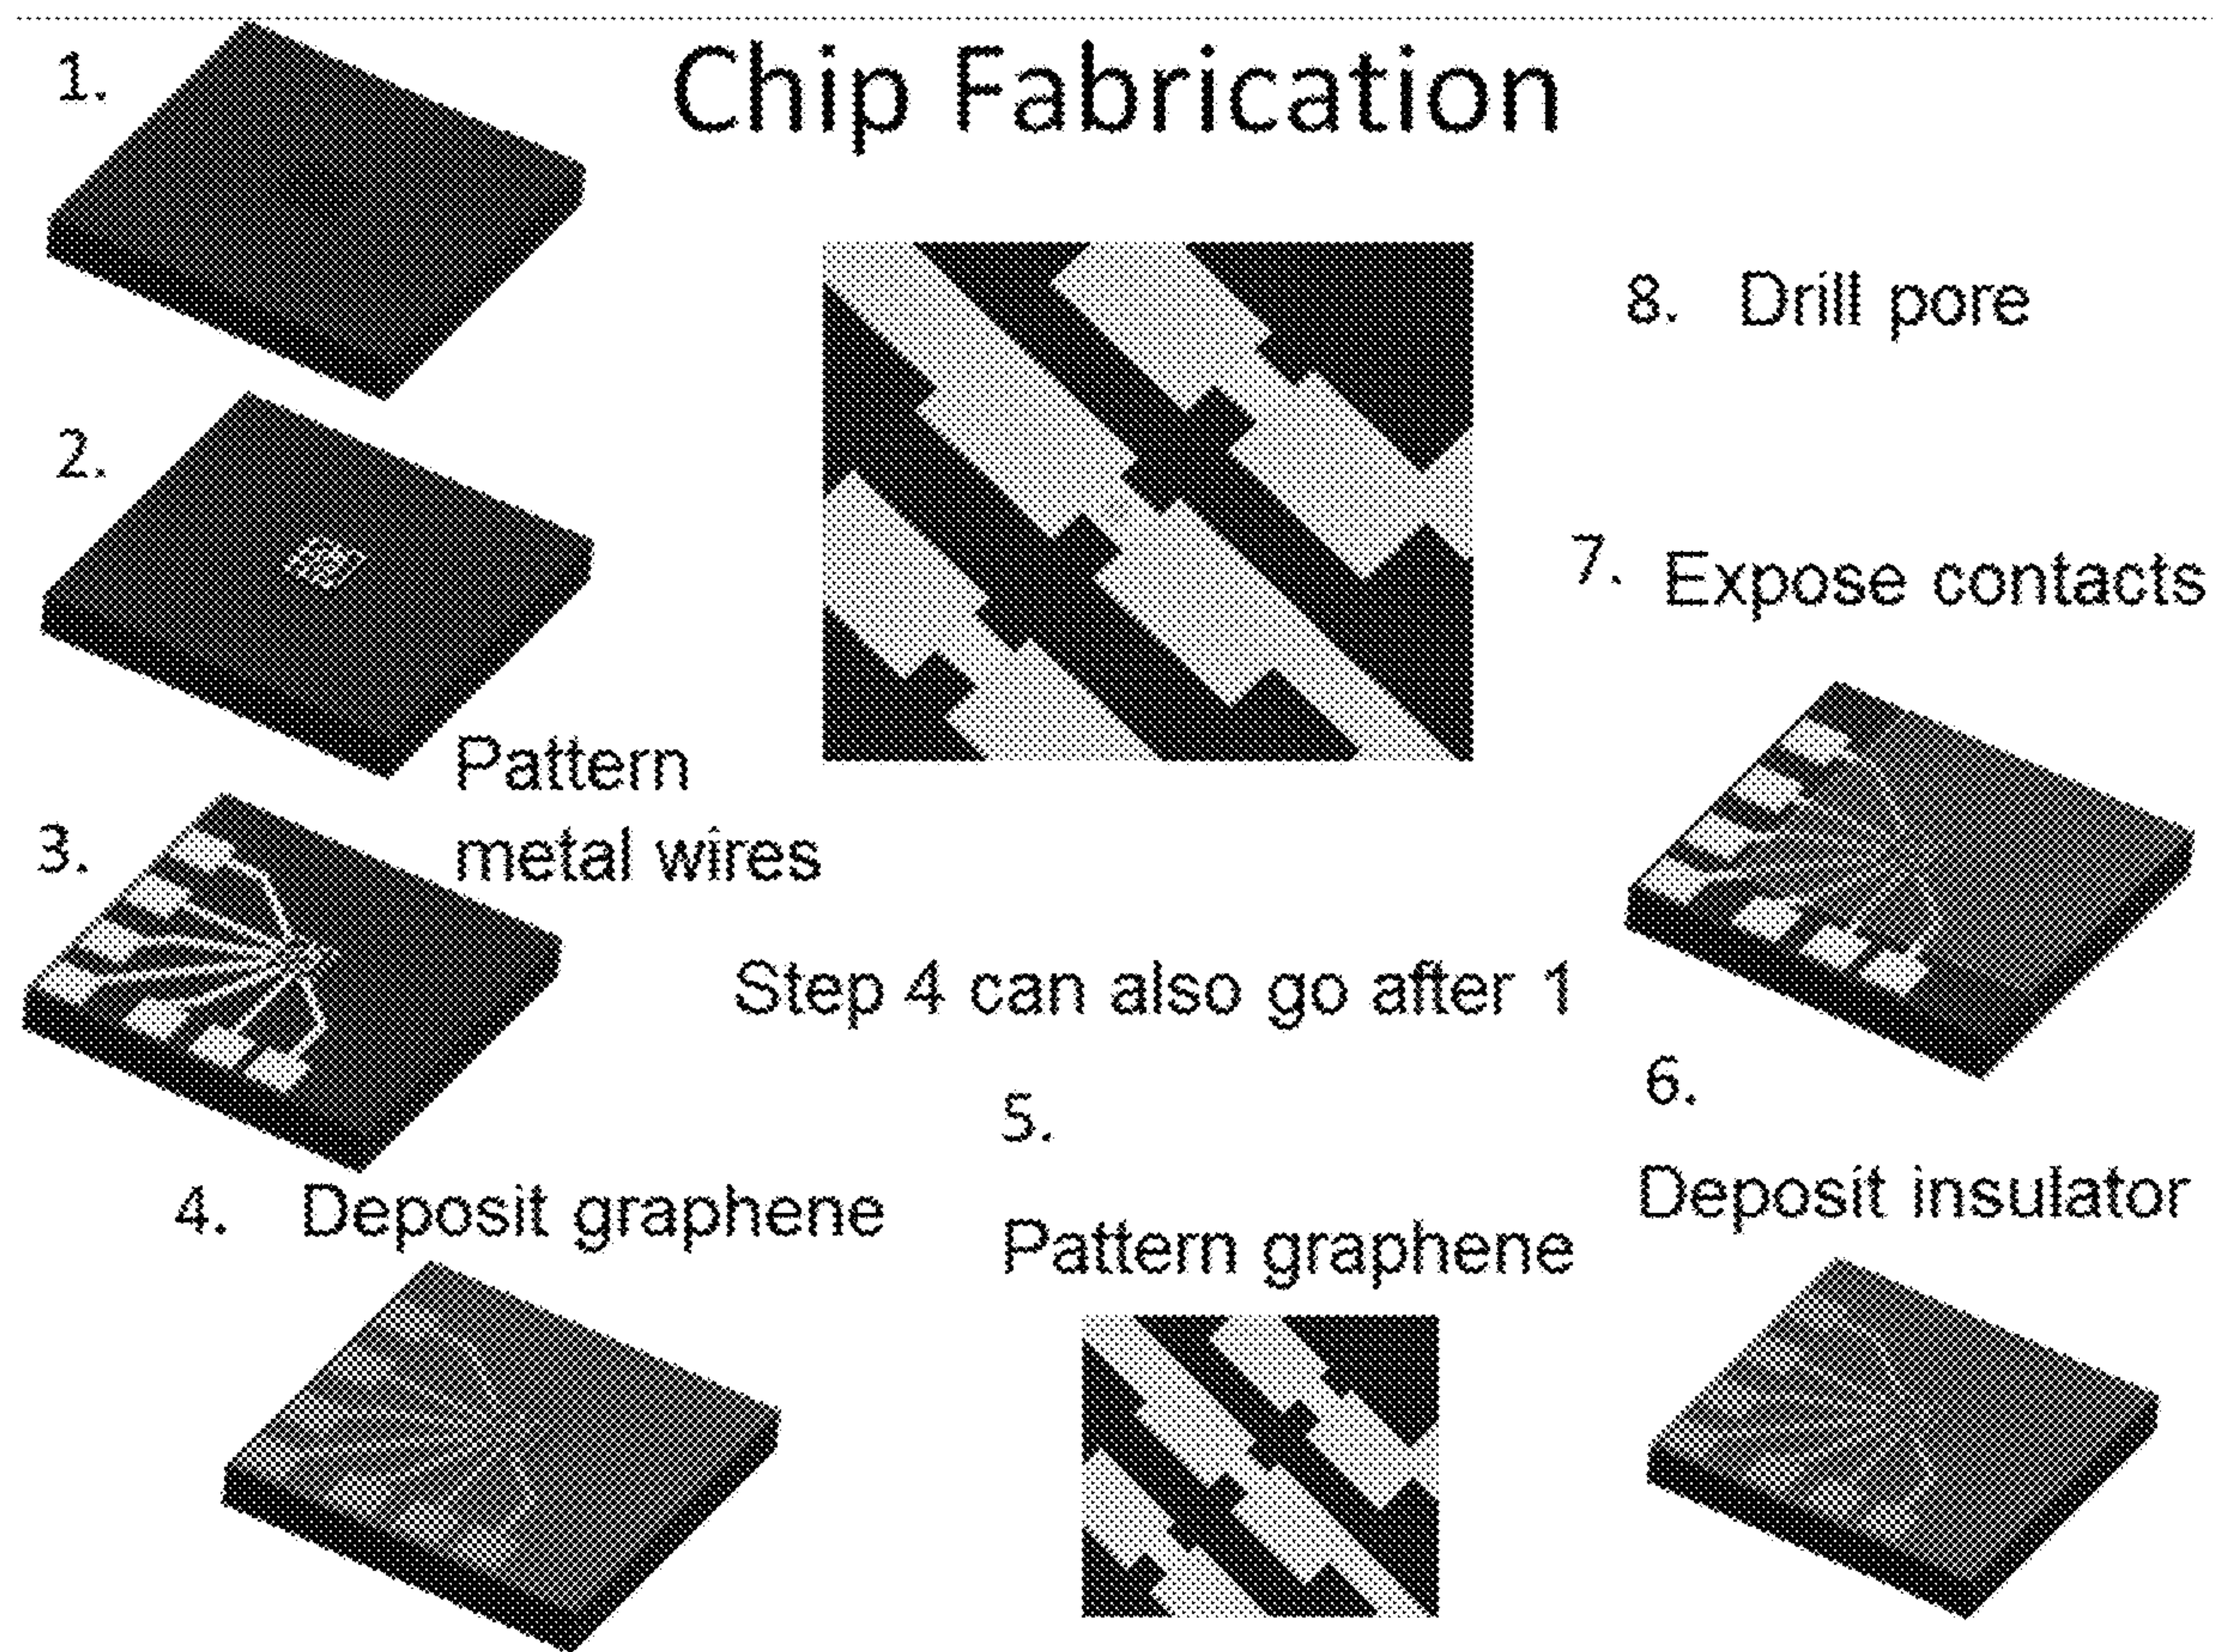 Chip Fabrication
1.
2.
Pattern
metal wires
3.
4. Deposit graphene
Step 4 can also go after 1
5.
Pattern graphene
6.
Deposit insulator
7. Expose contacts
8. Drill pore